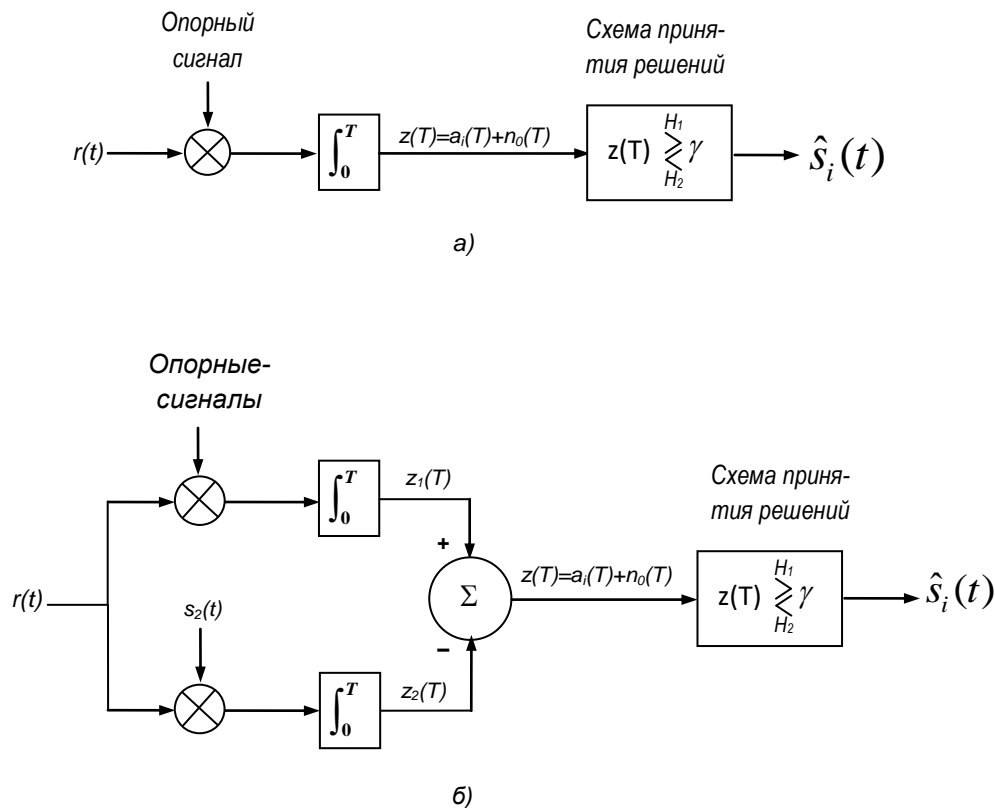 Опорный
сигнал
Схема приня-
тия решений
r(t)
∫₀ᵀ
z(T)=aᵢ(T)+n₀(T)
z(T) ≷ γ
H₁
H₂
ŝᵢ(t)
а)
Опорные-
сигналы
∫₀ᵀ
z₁(T)
Схема приня-
тия решений
+
r(t)
s₂(t)
Σ
z(T)=aᵢ(T)+n₀(T)
z(T) ≷ γ
H₁
H₂
ŝᵢ(t)
–
∫₀ᵀ
z₂(T)
б)